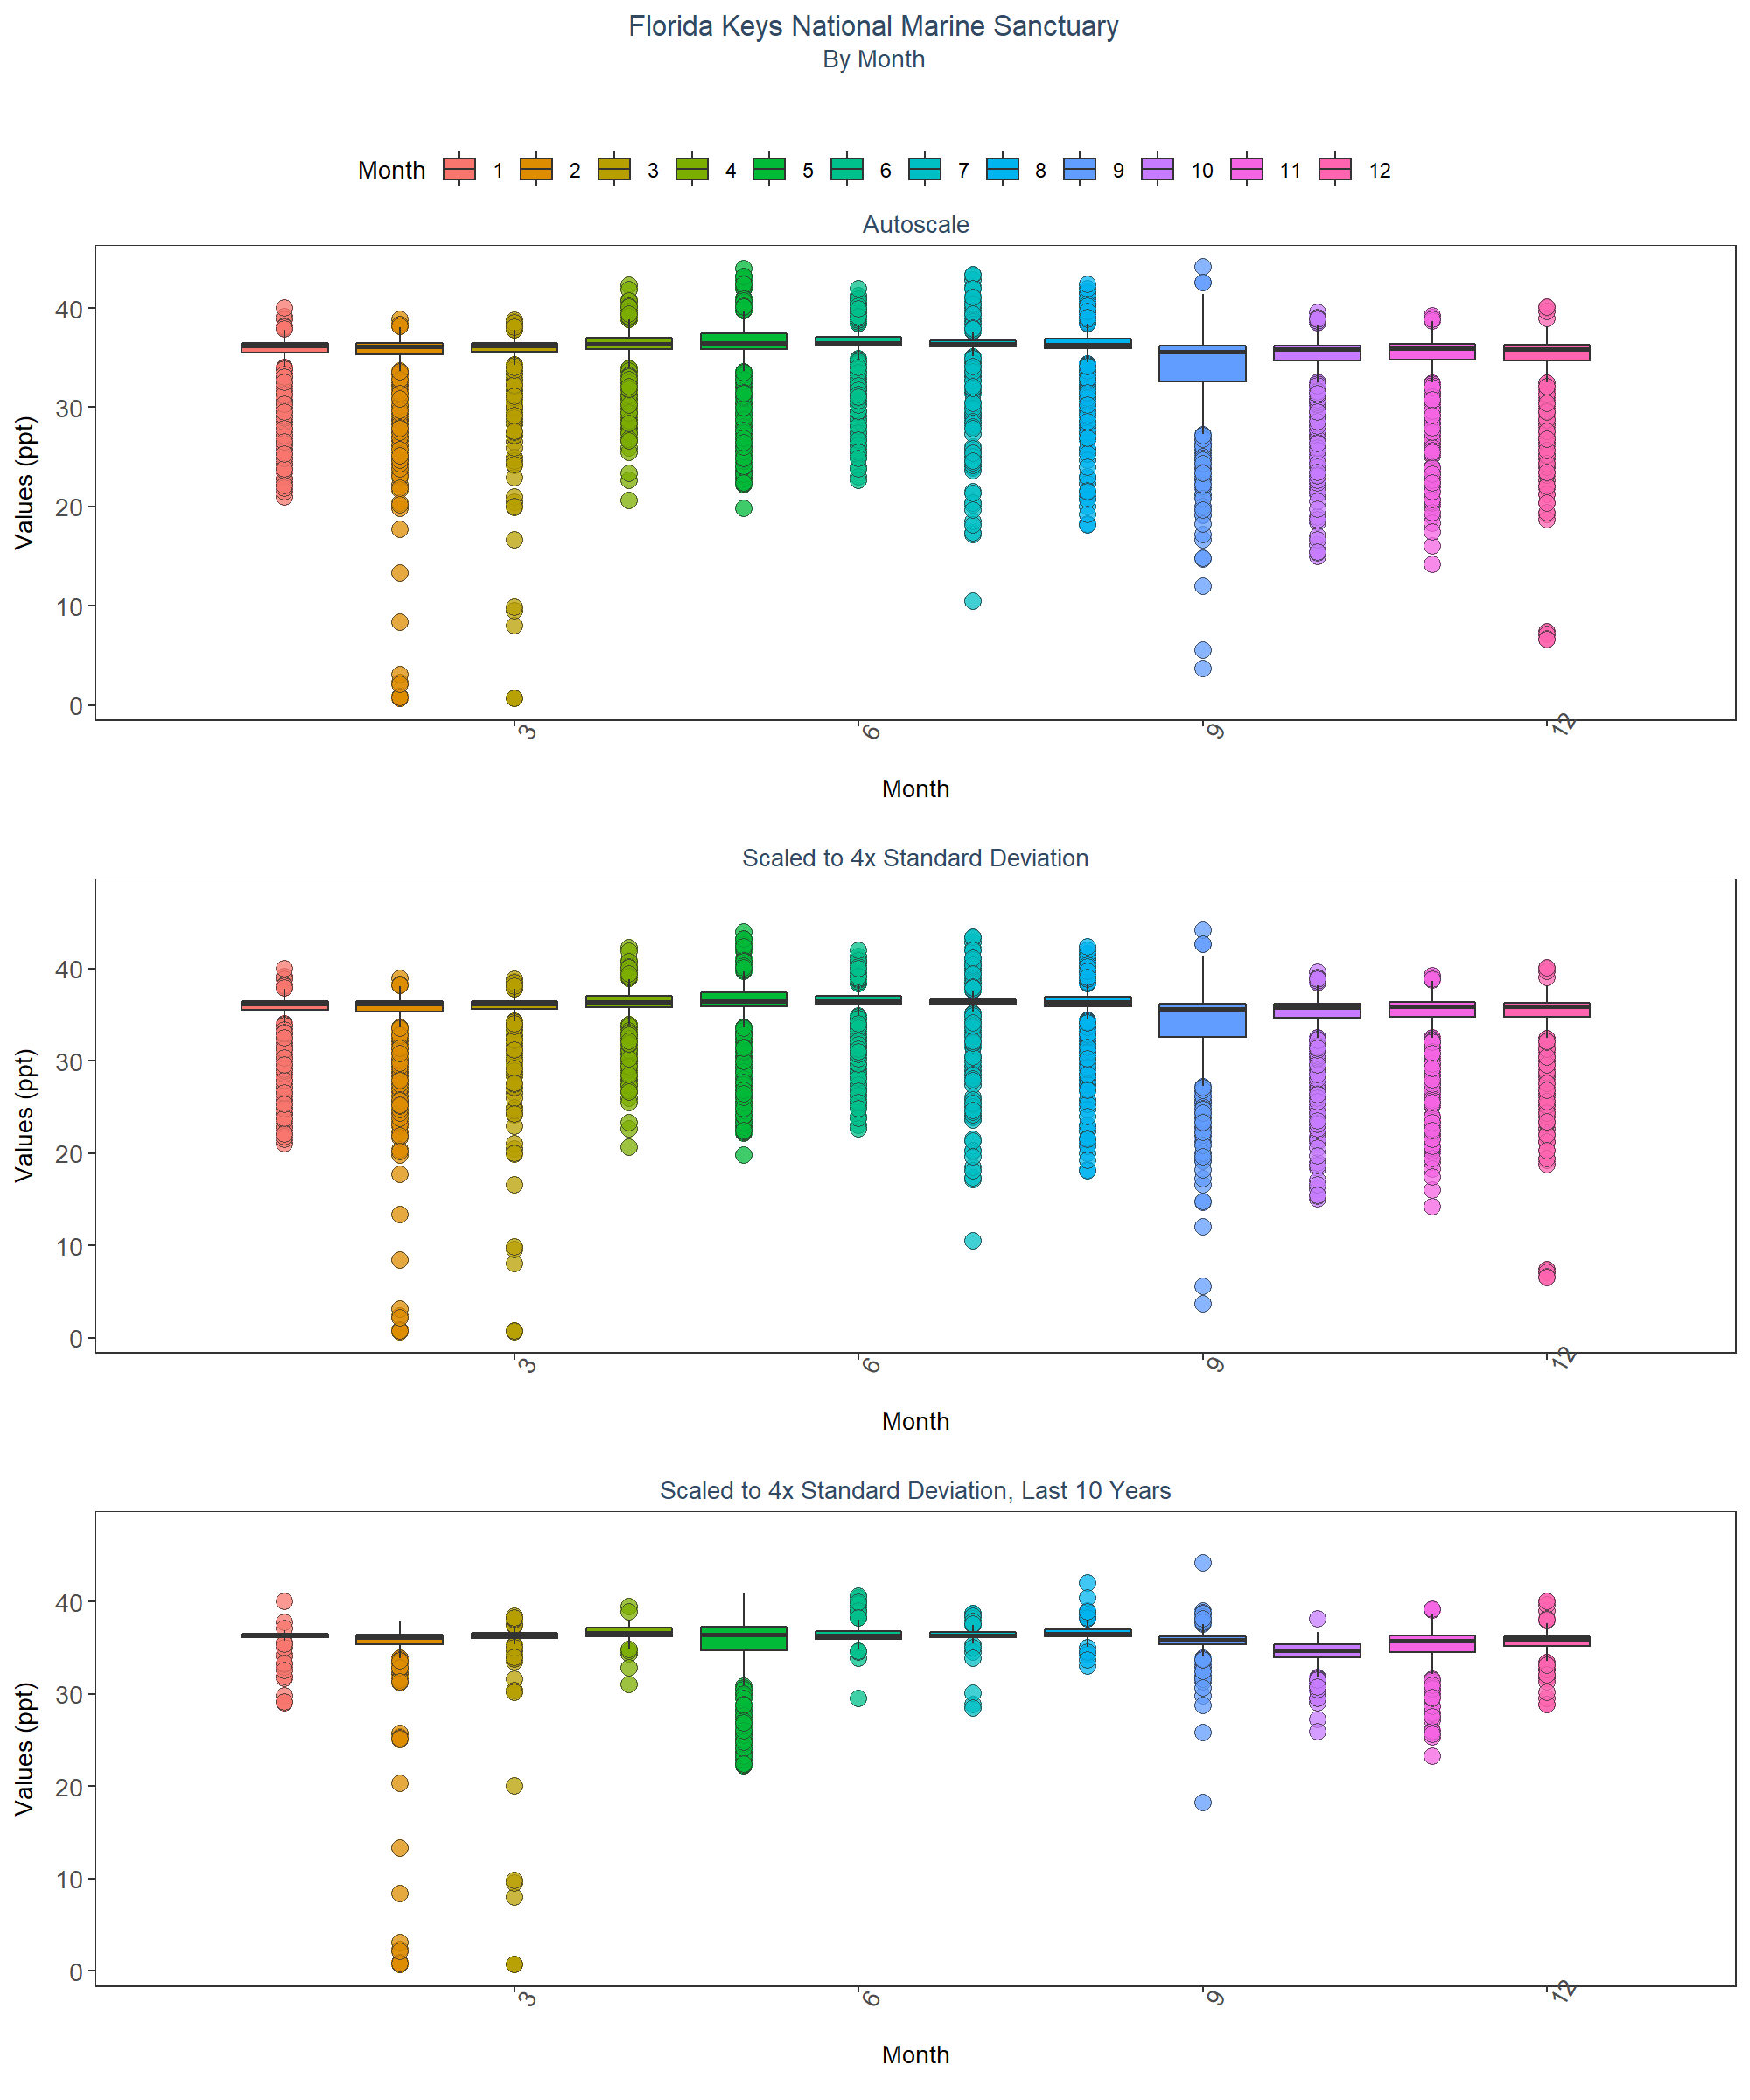 Florida Keys National Marine Sanctuary
By Month
Month 1 2 3 4 5 6 7 8 9 10 11 12
Autoscale
Values (ppt)
40
30
20
10
0
3 6 9 12
Month
Scaled to 4x Standard Deviation
Values (ppt)
40
30
20
10
0
3 6 9 12
Month
Scaled to 4x Standard Deviation, Last 10 Years
Values (ppt)
40
30
20
10
0
3 6 9 12
Month